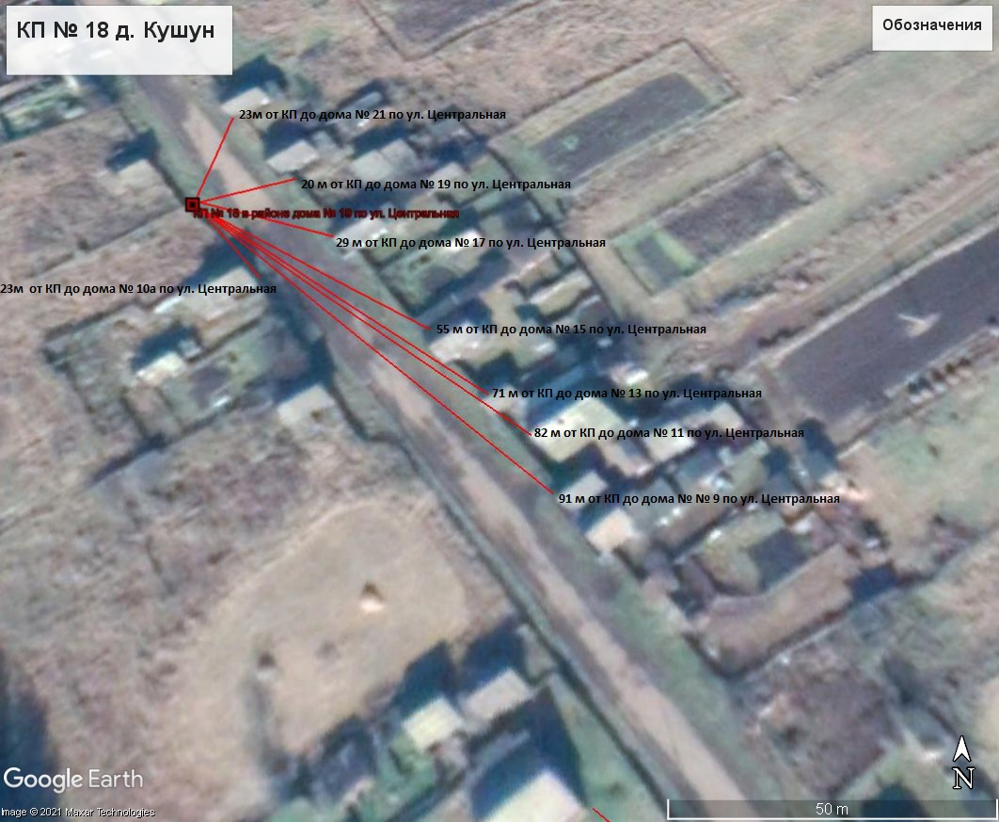 КП № 18 д. Кушун
Обозначения
23м от КП до дома № 21 по ул. Центральная
20 м от КП до дома № 19 по ул. Центральная
КП № 18 в районе дома № 19 по ул. Центральная
29 м от КП до дома № 17 по ул. Центральная
23м от КП до дома № 10а по ул. Центральная
55 м от КП до дома № 15 по ул. Центральная
71 м от КП до дома № 13 по ул. Центральная
82 м от КП до дома № 11 по ул. Центральная
91 м от КП до дома № № 9 по ул. Центральная
N
Google Earth
Image © 2021 Maxar Technologies
50 m